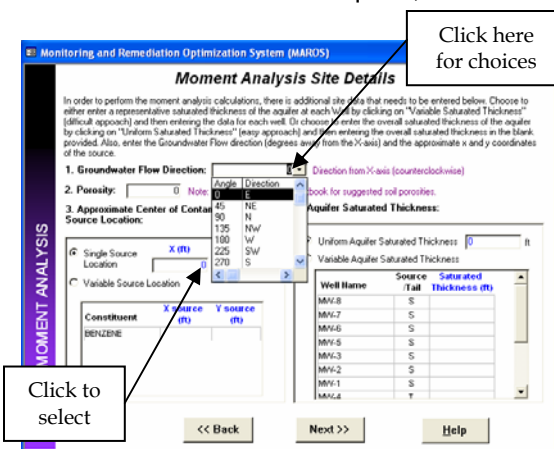 Click here
for choices
Monitoring and Remediation Optimization System (MAROS)
Moment Analysis Site Details
In order to perform the moment analysis calculations, there is additional site data that needs to be entered below. Choose to
either enter a representative saturated thickness of the aquifer at each Well by clicking on "Variable Saturated Thickness"
(difficult appoach) and then entering the data for each well. Or choose to enter the overall saturated thickness of the aquifer
by clicking on "Uniform Saturated Thickness" (easy approach) and then entering the overall saturated thickness in the blank
provided. Also, enter the Groundwater Flow direction (degrees away from the X-axis) and the approximate x and y coordinates
of the source.
1. Groundwater Flow Direction: Direction from X-axis (counterclockwise)
2. Porosity: 0 Note: book for suggested soil porosities.
3. Approximate Center of Contar Aquifer Saturated Thickness:
Source Location:
Angle Direction
0 E
45 NE
90 N
135 NW
180 W
225 SW
270 S
Single Source X (ft)
Location 0
Variable Source Location
Constituent X source (ft) Y source (ft)
BENZENE
Uniform Aquifer Saturated Thickness 0 ft
Variable Aquifer Saturated Thickness
Well Name Source /Tail Saturated Thickness (ft)
MW-8 S
MW-7 S
MW-6 S
MW-5 S
MW-3 S
MW-2 S
MW-1 S
MW-4 T
MOMENT ANALYSIS
Click to
select
<< Back Next >> Help